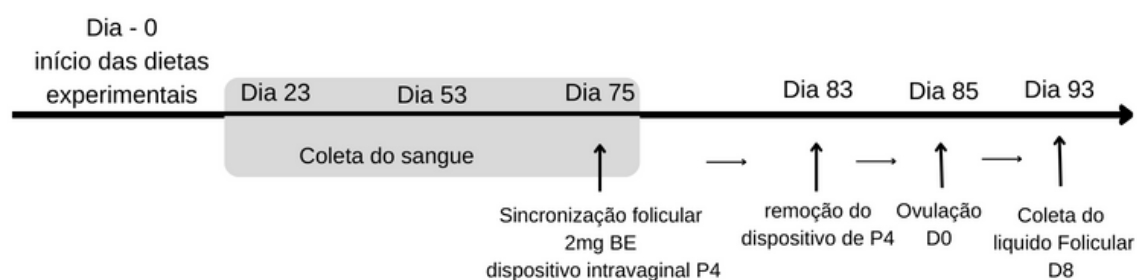 Dia - 0
início das dietas
experimentais
Dia 23
Dia 53
Dia 75
Dia 83
Dia 85
Dia 93
Coleta do sangue
Sincronização folicular
2mg BE
dispositivo intravaginal P4
remoção do
dispositivo de P4
Ovulação
D0
Coleta do
liquido Folicular
D8